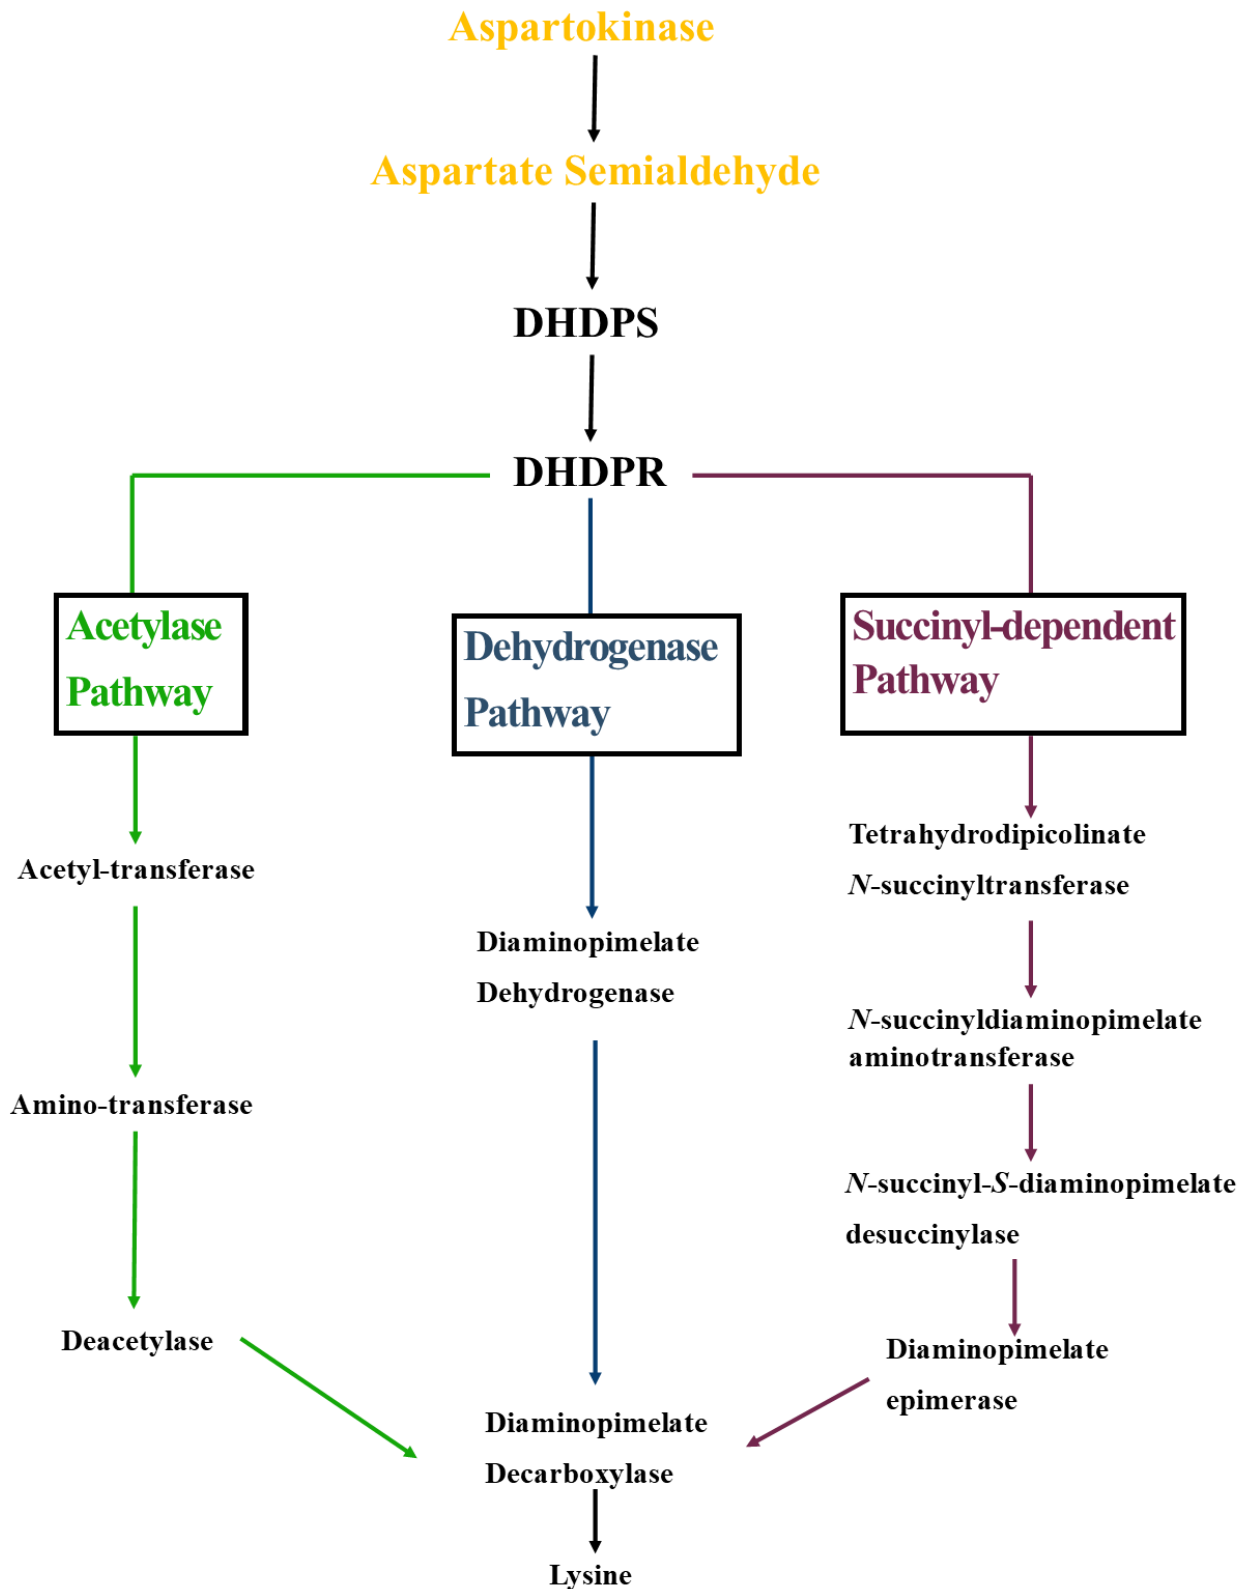 Aspartokinase
Aspartate Semialdehyde
DHDPS
DHDPR
Acetylase
Pathway
Dehydrogenase
Pathway
Succinyl-dependent
Pathway
Acetyl-transferase
Amino-transferase
Deacetylase
Diaminopimelate
Dehydrogenase
Tetrahydrodipicolinate
N-succinyltransferase
N-succinyldiaminopimelate
aminotransferase
N-succinyl-S-diaminopimelate
desuccinylase
Diaminopimelate
epimerase
Diaminopimelate
Decarboxylase
Lysine